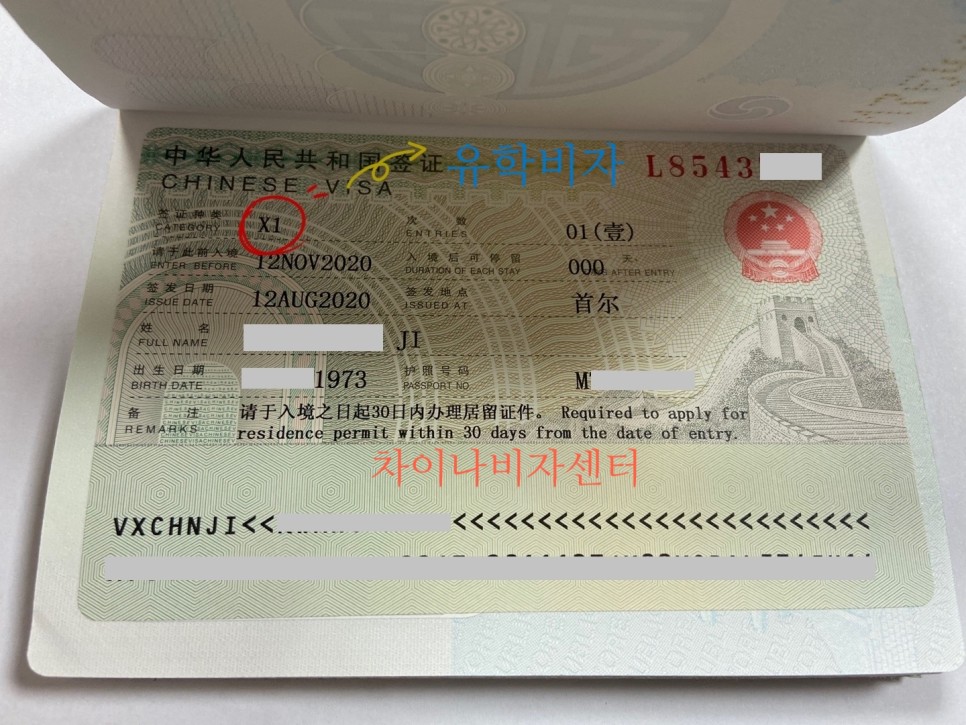 中华人民共和国签证 유학비자 L8543
CHINESE VISA
签证种类 X1 次数 01(壹)
CATEGORY ENTRIES
请于此前入境 12NOV2020 入境后可停留 000 天
ENTER BEFORE DURATION OF EACH STAY AFTER ENTRY
签发日期 12AUG2020 签发地点 首尔
ISSUE DATE ISSUED AT
姓名 JI
FULL NAME
出生日期 1973 护照号码
BIRTH DATE PASSPORT NO.
备注 请于入境之日起30日内办理居留证件。 Required to apply for
REMARKS residence permit within 30 days from the date of entry.
차이나비자센터
VXCHNJI<< <<<<<<<<<<<<<<<<<<<<<<<<<